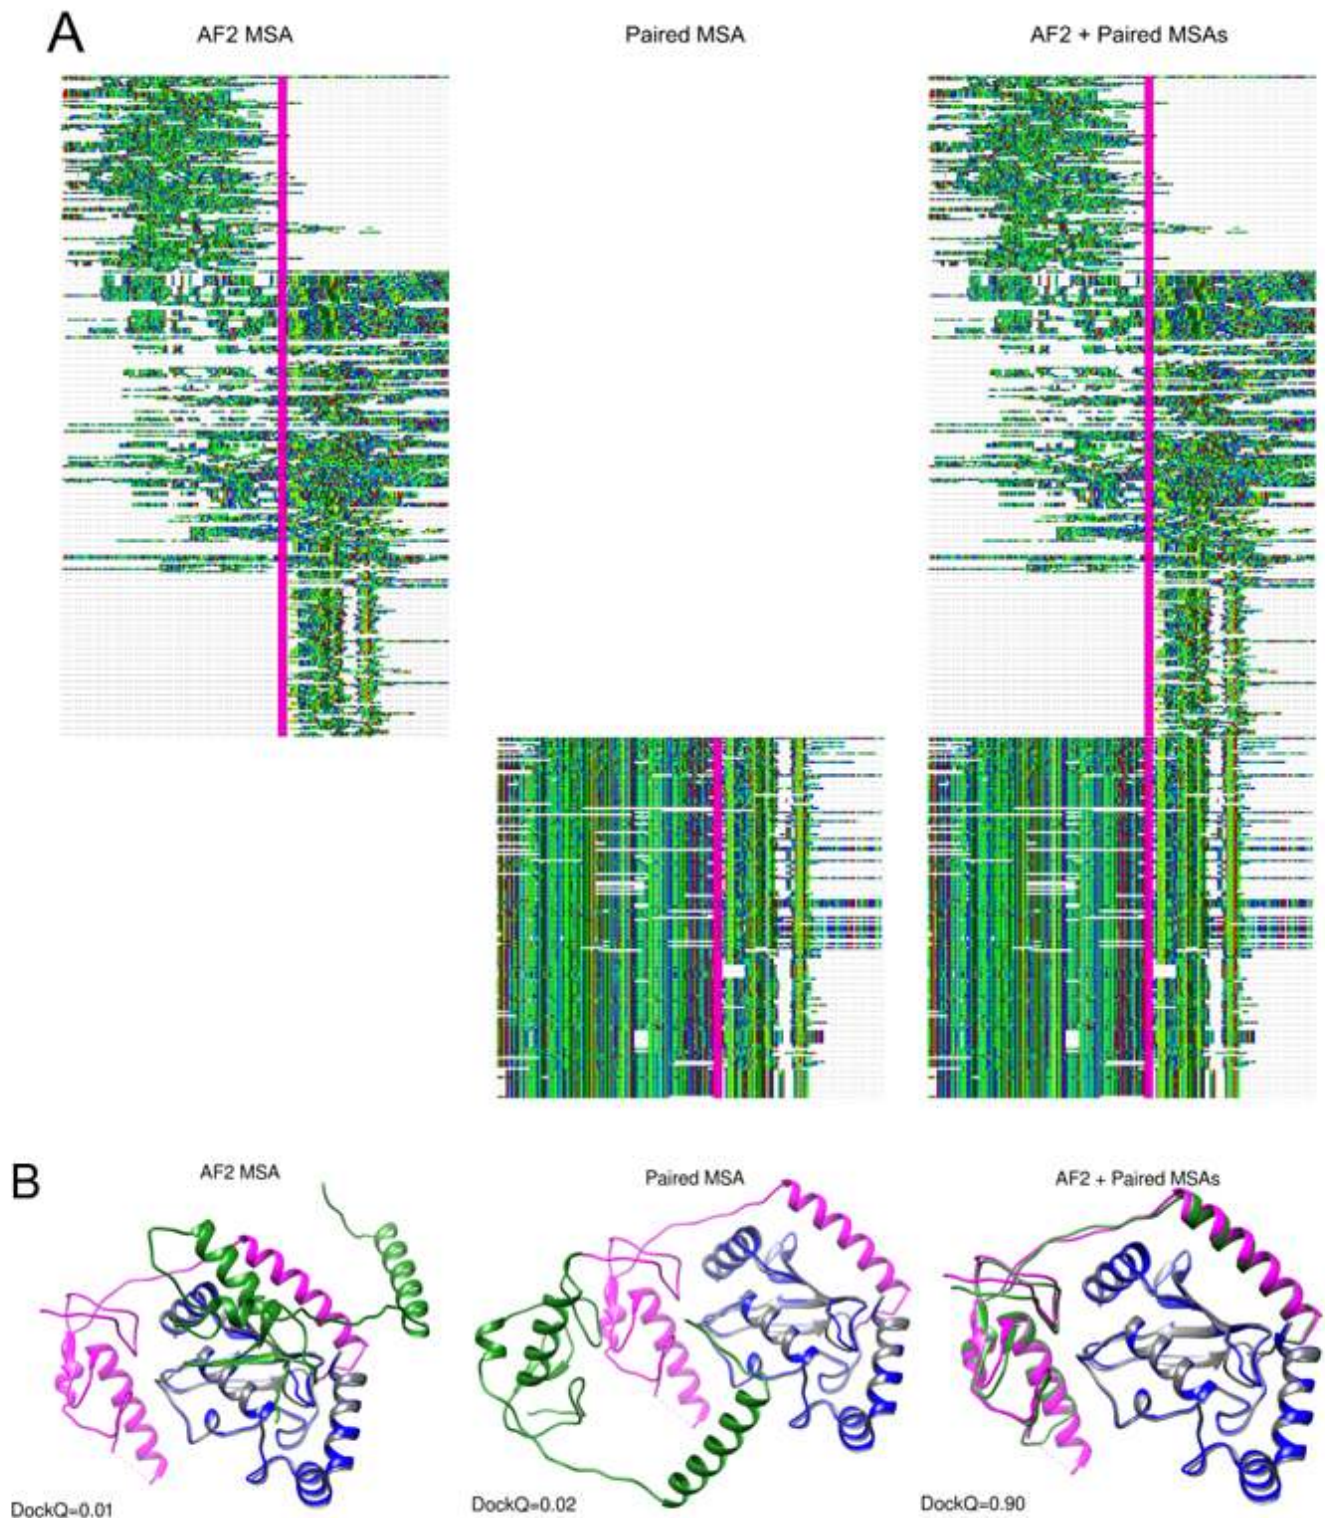 A
AF2 MSA
Paired MSA
AF2 + Paired MSAs
B
AF2 MSA
Paired MSA
AF2 + Paired MSAs
DockQ=0.01
DockQ=0.02
DockQ=0.90